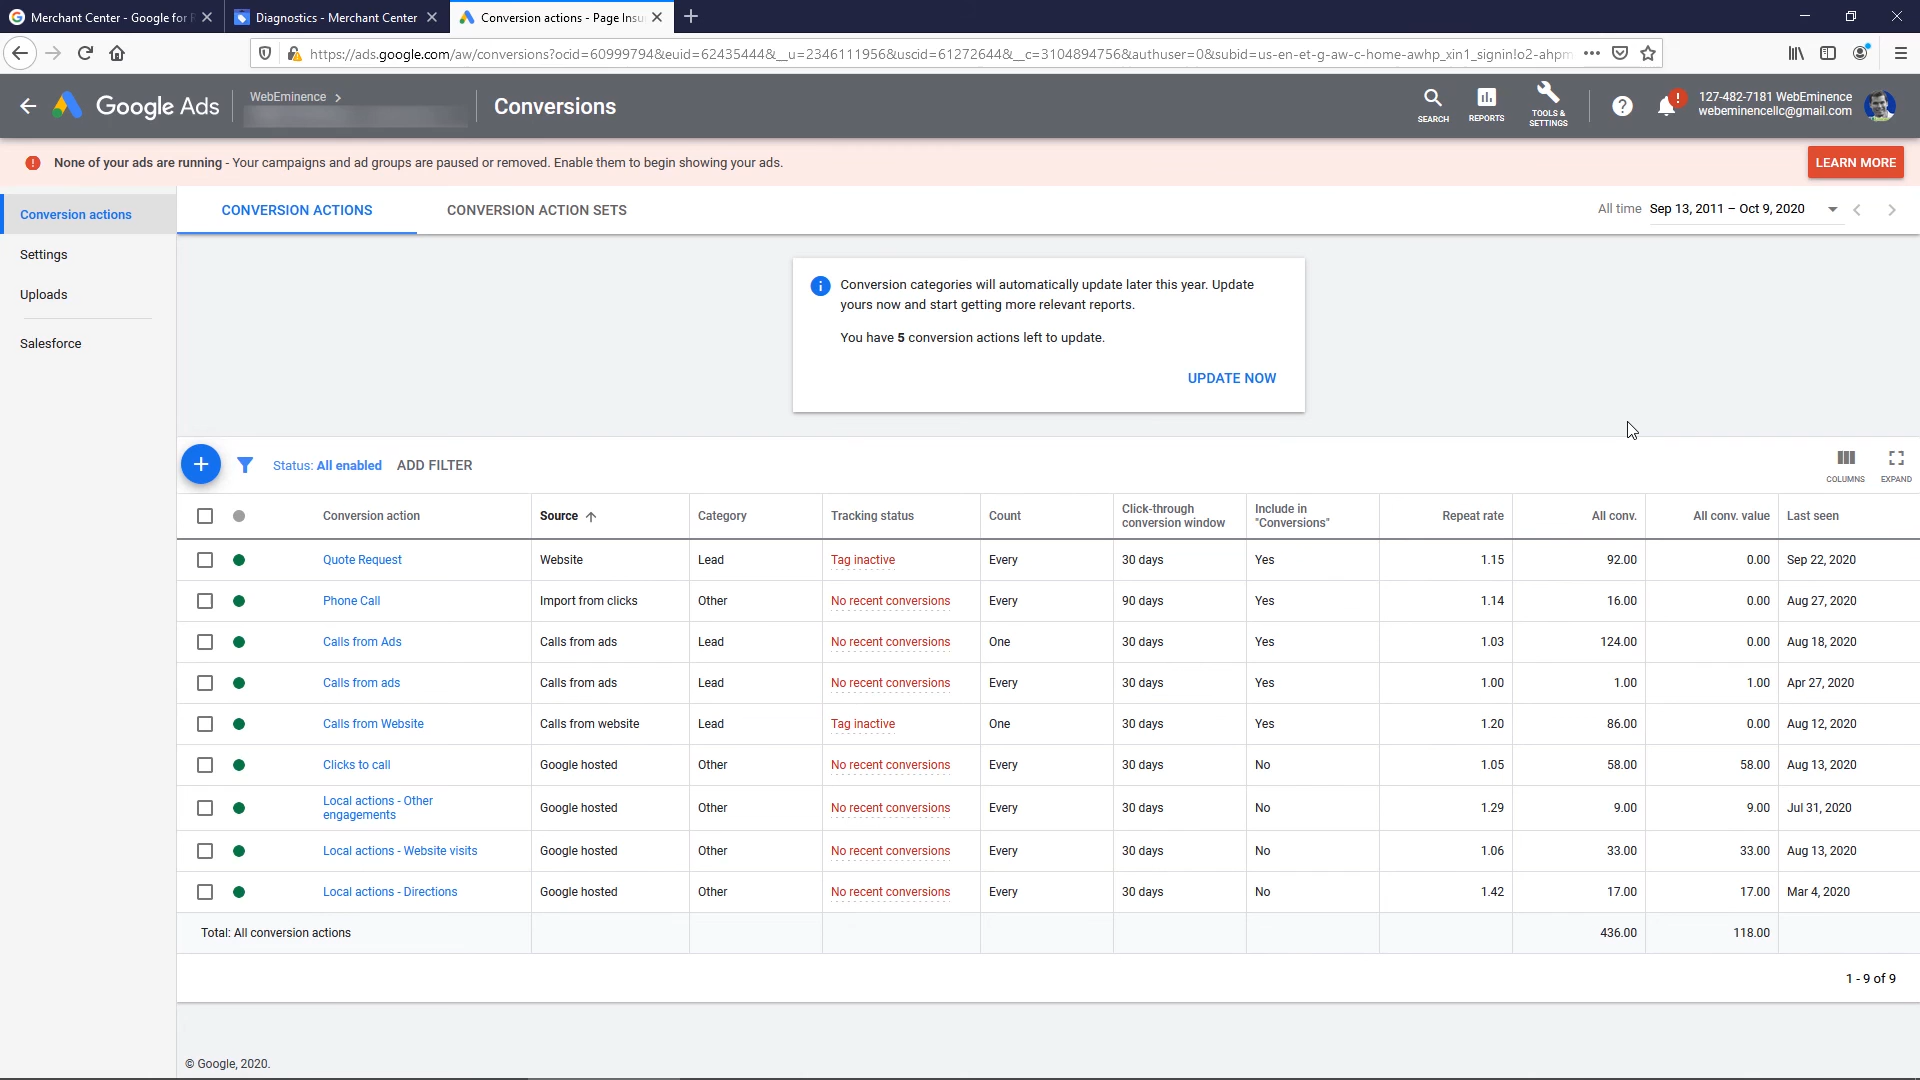 Merchant Center - Google for R
Diagnostics - Merchant Center
Conversion actions - Page Insu
https://ads.google.com/aw/conversions?ocid=60999794&euid=62435444&__u=2346111956&uscid=61272644&__c=3104894756&authuser=0&subid=us-en-et-g-aw-c-home-awhp_xin1_signin!o2-ahpm
Google Ads
WebEminence
Conversions
SEARCH
REPORTS
TOOLS &
SETTINGS
127-482-7181 WebEminence
webeminencellc@gmail.com
None of your ads are running - Your campaigns and ad groups are paused or removed. Enable them to begin showing your ads.
LEARN MORE
Conversion actions
Settings
Uploads
Salesforce
CONVERSION ACTIONS
CONVERSION ACTION SETS
All time Sep 13, 2011 – Oct 9, 2020
Conversion categories will automatically update later this year. Update
yours now and start getting more relevant reports.
You have 5 conversion actions left to update.
UPDATE NOW
Status: All enabled ADD FILTER
COLUMNS
EXPAND
Conversion action Source Category Tracking status Count Click-through conversion window Include in "Conversions" Repeat rate All conv. All conv. value Last seen
Quote Request Website Lead Tag inactive Every 30 days Yes 1.15 92.00 0.00 Sep 22, 2020
Phone Call Import from clicks Other No recent conversions Every 90 days Yes 1.14 16.00 0.00 Aug 27, 2020
Calls from Ads Calls from ads Lead No recent conversions One 30 days Yes 1.03 124.00 0.00 Aug 18, 2020
Calls from ads Calls from ads Lead No recent conversions Every 30 days Yes 1.00 1.00 1.00 Apr 27, 2020
Calls from Website Calls from website Lead Tag inactive One 30 days Yes 1.20 86.00 0.00 Aug 12, 2020
Clicks to call Google hosted Other No recent conversions Every 30 days No 1.05 58.00 58.00 Aug 13, 2020
Local actions - Other engagements Google hosted Other No recent conversions Every 30 days No 1.29 9.00 9.00 Jul 31, 2020
Local actions - Website visits Google hosted Other No recent conversions Every 30 days No 1.06 33.00 33.00 Aug 13, 2020
Local actions - Directions Google hosted Other No recent conversions Every 30 days No 1.42 17.00 17.00 Mar 4, 2020
Total: All conversion actions 436.00 118.00
1 - 9 of 9
© Google, 2020.